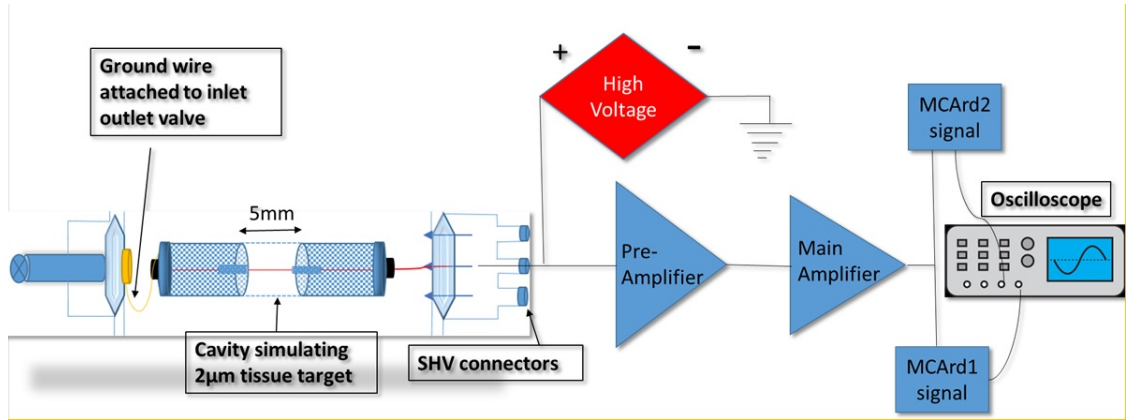 Ground wire
attached to inlet
outlet valve
+
-
High
Voltage
MCArd2
signal
Oscilloscope
5mm
Pre-
Amplifier
Main
Amplifier
Cavity simulating
2µm tissue target
SHV connectors
MCArd1
signal